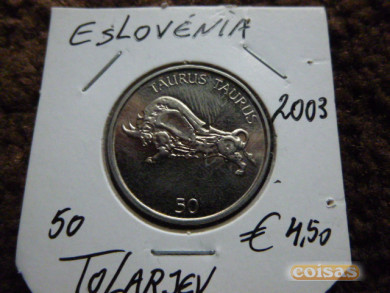 ESLOVÉNIA
TAURUS TAURUS
2003
50
50
€ 4,50
TOLARJEV
coisas